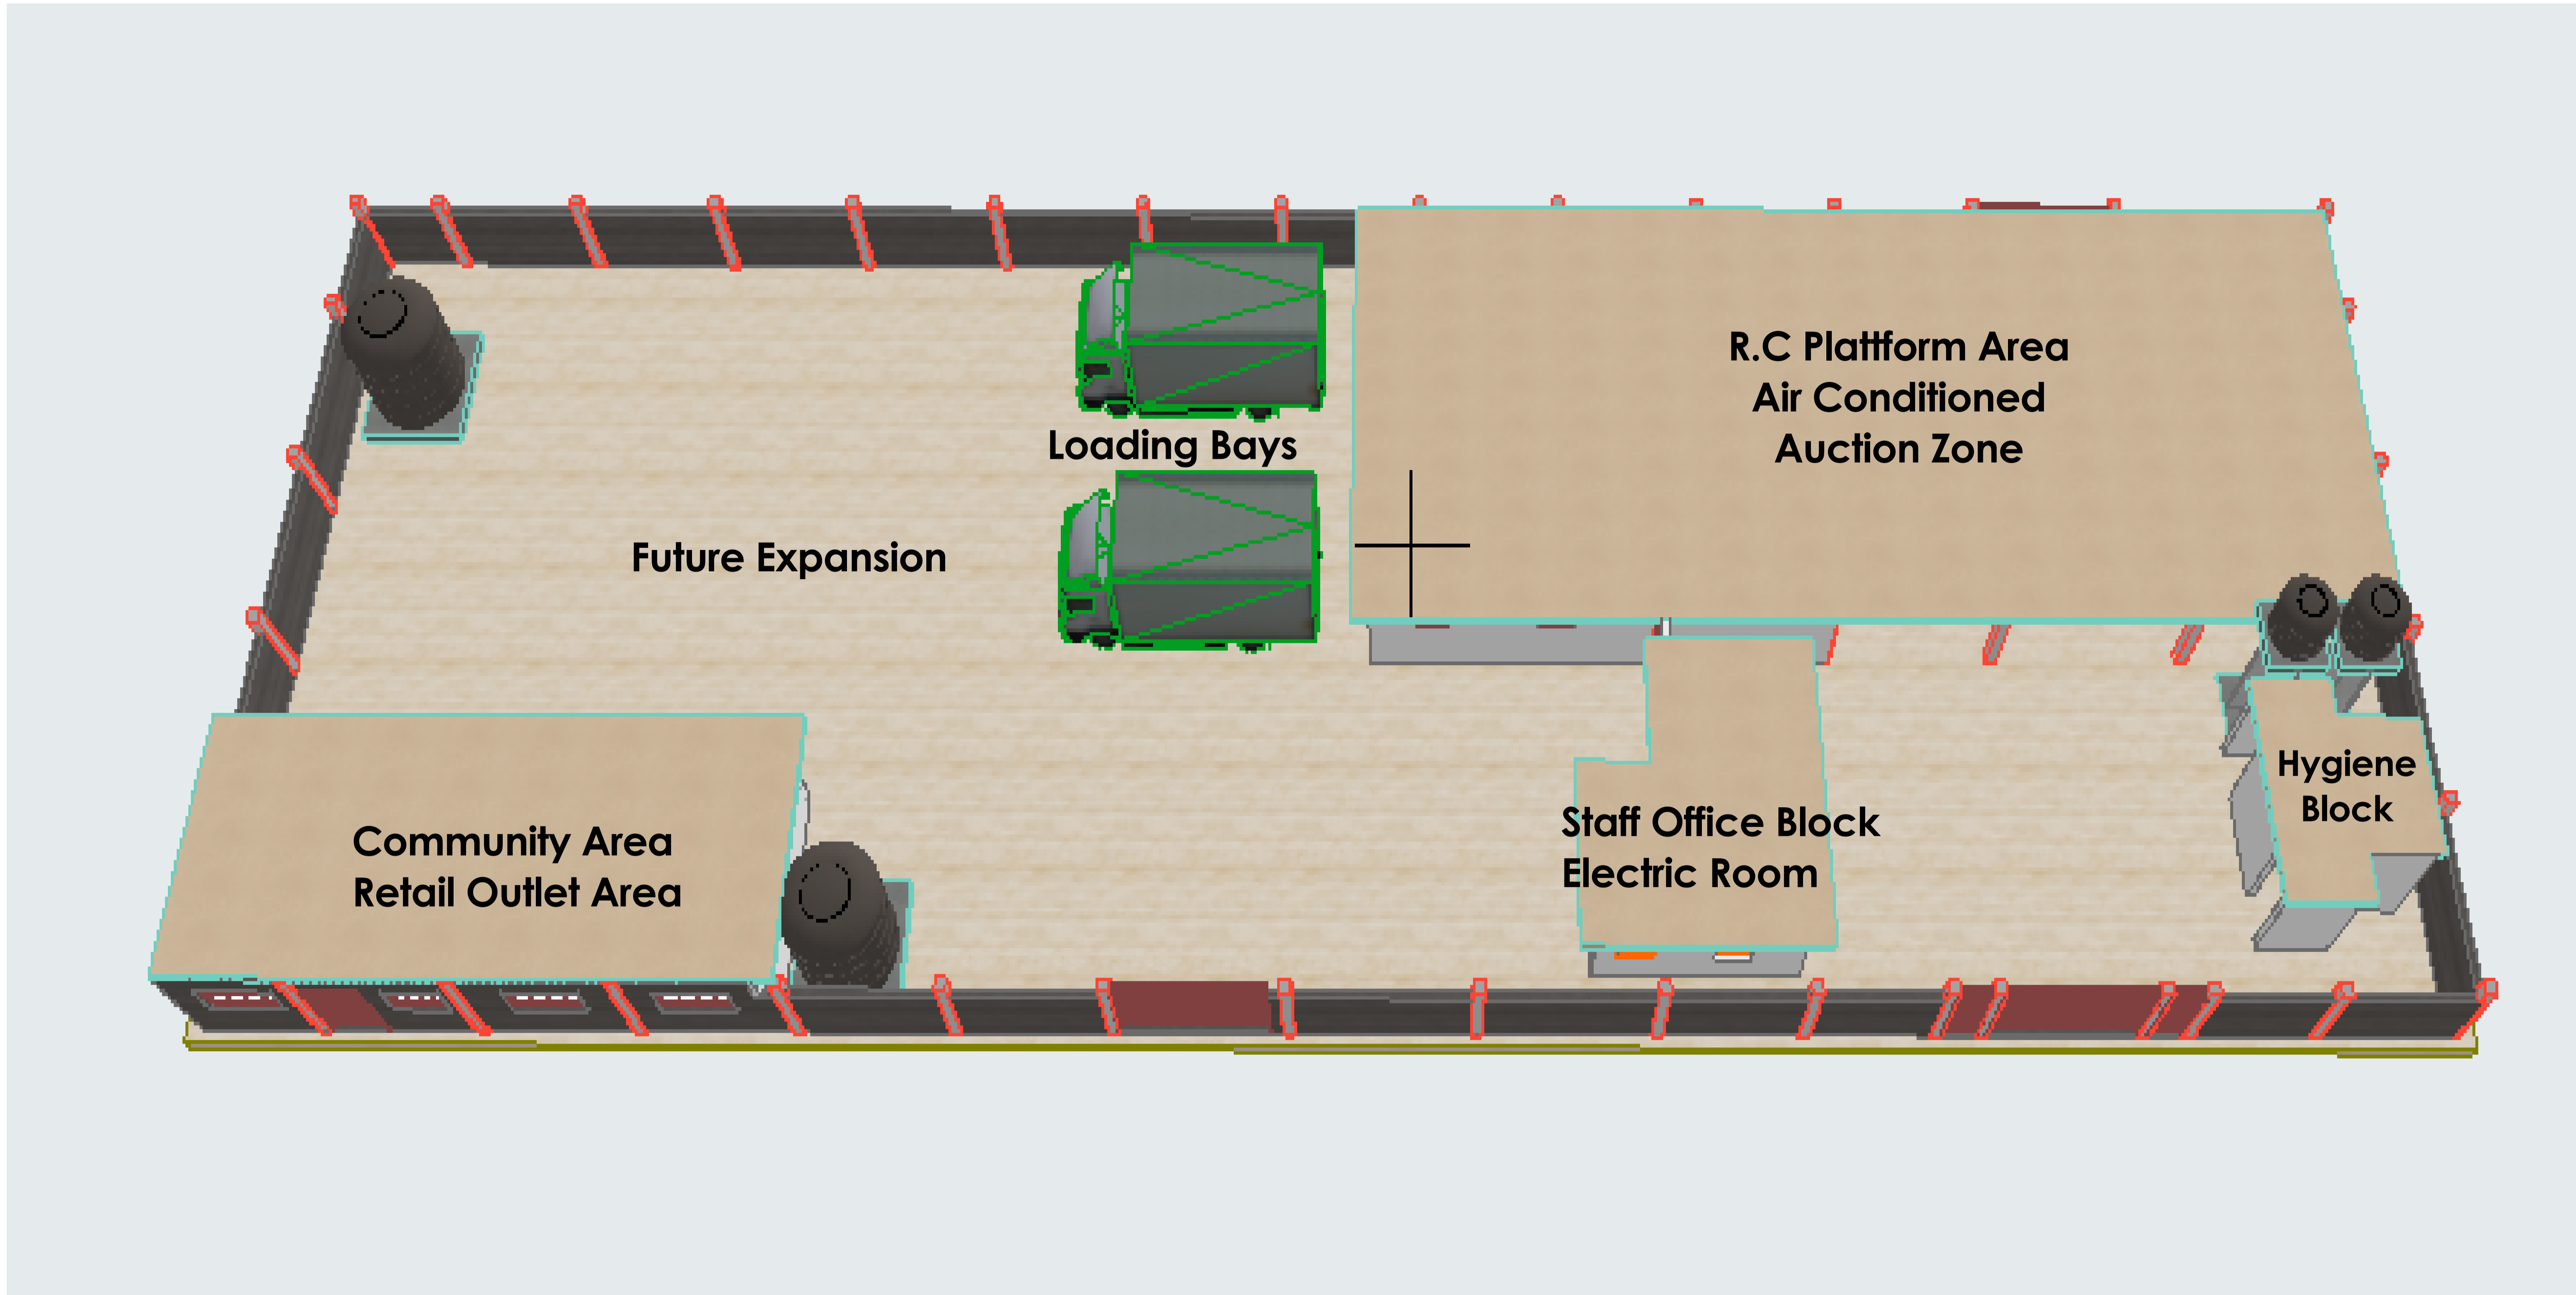 R.C Plattform Area
Air Conditioned
Auction Zone
Loading Bays
Future Expansion
Hygiene
Block
Staff Office Block
Electric Room
Community Area
Retail Outlet Area